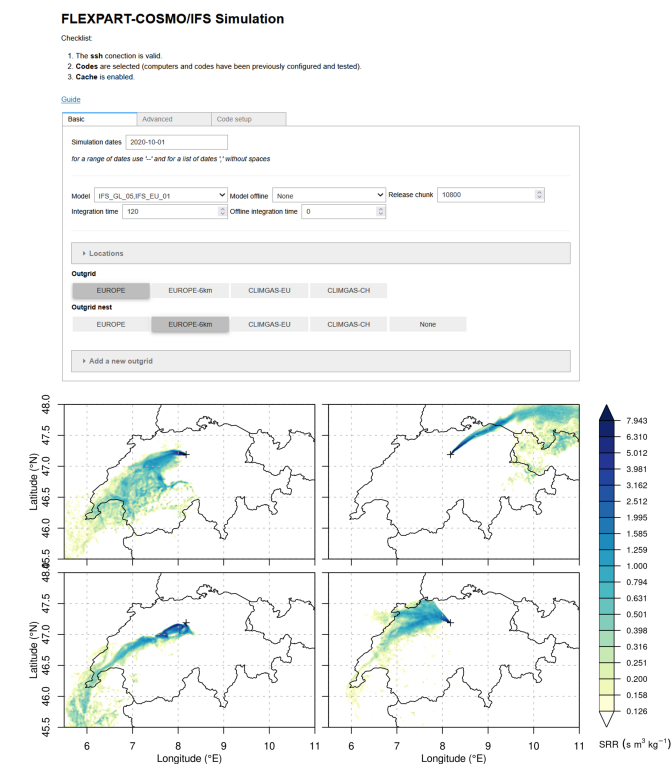 FLEXPART-COSMO/IFS Simulation
Checklist:
1. The ssh conection is valid.
2. Codes are selected (computers and codes have been previously configured and tested).
3. Cache is enabled.
Guide
Basic Advanced Code setup
Simulation dates 2020-10-01
for a range of dates use '--' and for a list of dates ',' without spaces
Model IFS_GL_05,IFS_EU_01 Model offline None Release chunk 10800
Integration time 120 Offline integration time 0
Locations
Outgrid
EUROPE EUROPE-6km CLIMGAS-EU CLIMGAS-CH
Outgrid nest
EUROPE EUROPE-6km CLIMGAS-EU CLIMGAS-CH None
Add a new outgrid
48.0
47.5
47.0
46.5
46.0
45.5
Latitude (°N)
48.0
47.5
47.0
46.5
46.0
45.5
Latitude (°N)
6 7 8 9 10 11
Longitude (°E)
6 7 8 9 10 11
Longitude (°E)
7.943
6.310
5.012
3.981
3.162
2.512
1.995
1.585
1.259
1.000
0.794
0.631
0.501
0.398
0.316
0.251
0.200
0.158
0.126
SRR (s m³ kg⁻¹)